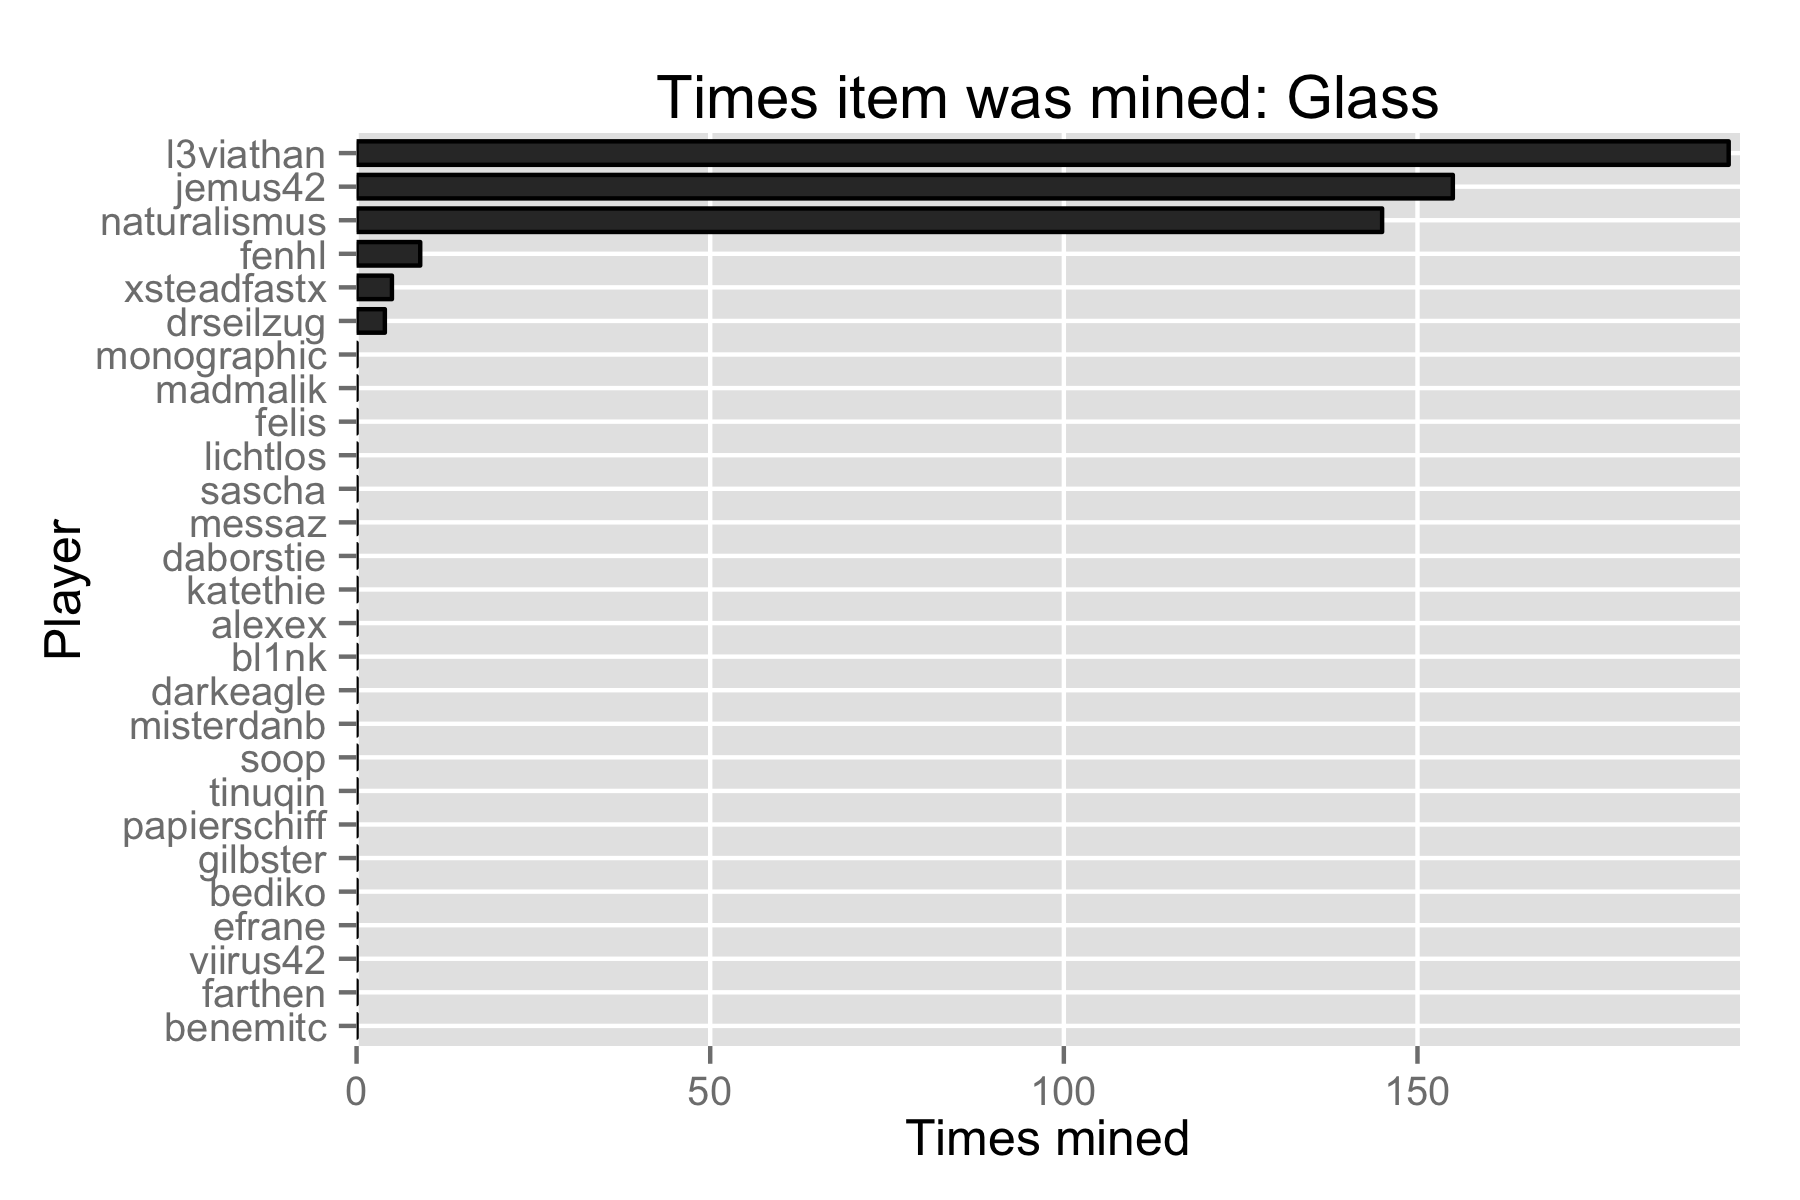 Times item was mined: Glass
l3viathan
jemus42
naturalismus
fenhl
xsteadfastx
drseilzug
monographic
madmalik
felis
lichtlos
sascha
messaz
daborstie
katethie
alexex
bl1nk
darkeagle
misterdanb
soop
tinuqin
papierschiff
gilbster
bediko
efrane
viirus42
farthen
benemitc
Player
0 50 100 150
Times mined